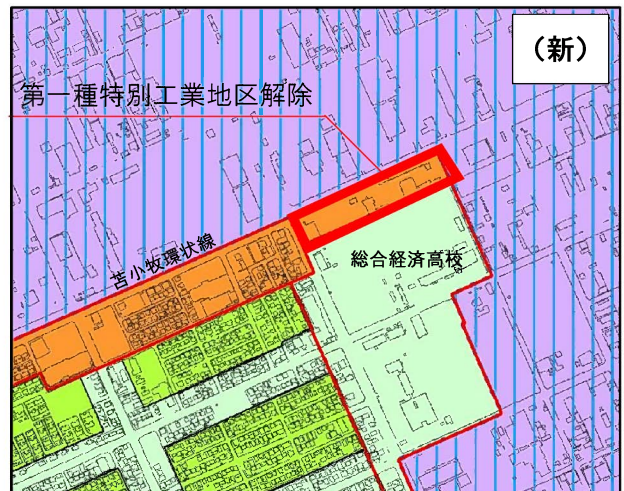 （新）
第一種特別工業地区解除
苫小牧環状線
総合経済高校